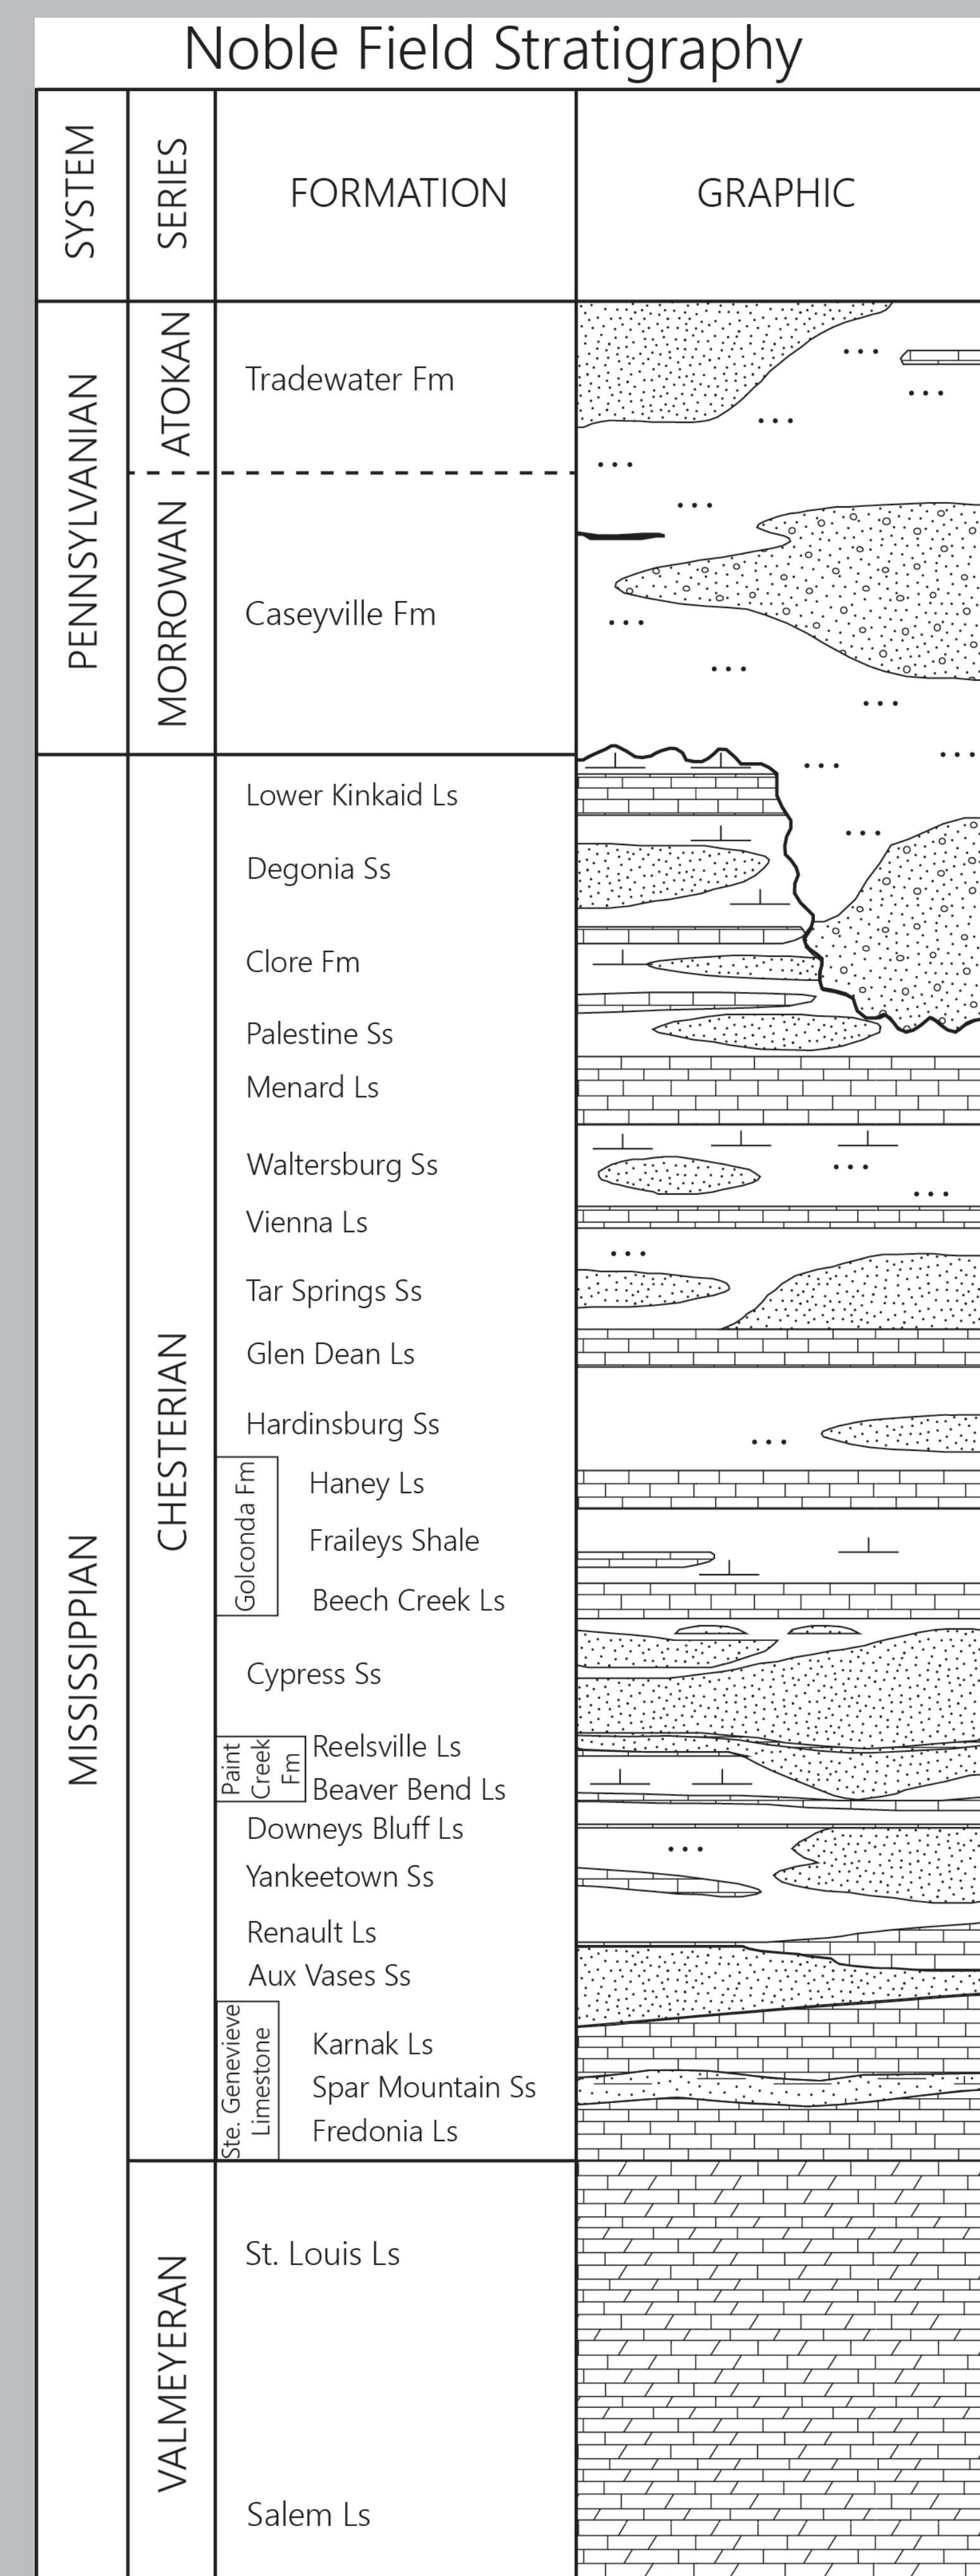 Noble Field Stratigraphy
SYSTEM
SERIES
FORMATION
GRAPHIC
PENNSYLVANIAN
ATOKAN
Tradewater Fm
MORROWAN
Caseyville Fm
MISSISSIPPIAN
CHESTERIAN
Lower Kinkaid Ls
Degonia Ss
Clore Fm
Palestine Ss
Menard Ls
Waltersburg Ss
Vienna Ls
Tar Springs Ss
Glen Dean Ls
Hardinsburg Ss
Golconda Fm
Haney Ls
Fraileys Shale
Beech Creek Ls
Cypress Ss
Paint
Creek
Fm
Reelsville Ls
Beaver Bend Ls
Downeys Bluff Ls
Yankeetown Ss
Renault Ls
Aux Vases Ss
Ste. Genevieve
Limestone
Karnak Ls
Spar Mountain Ss
Fredonia Ls
VALMEYERAN
St. Louis Ls
Salem Ls